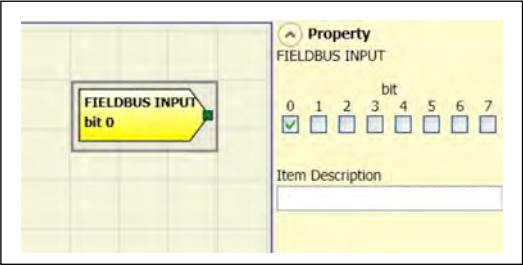 Property
FIELDBUS INPUT
bit
0 1 2 3 4 5 6 7
FIELDBUS INPUT
bit 0
Item Description